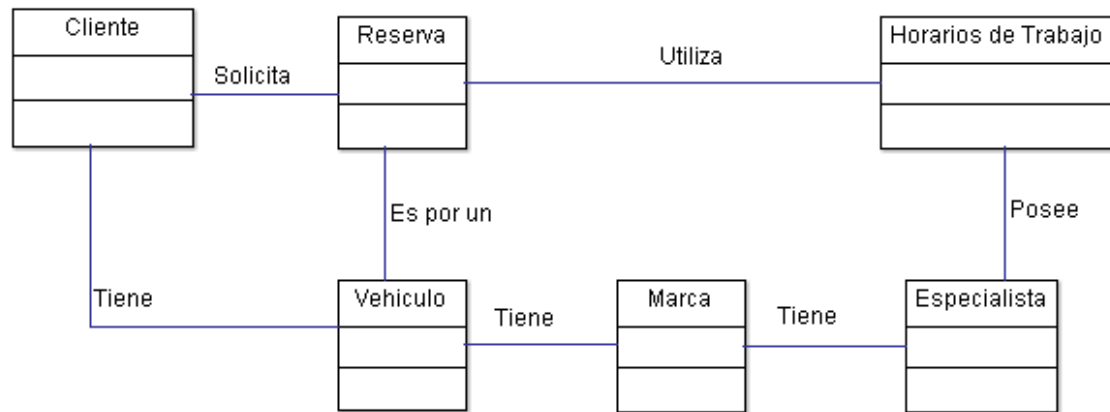 Cliente
Reserva
Horarios de Trabajo
Solicita
Utiliza
Es por un
Posee
Tiene
Vehiculo
Tiene
Marca
Tiene
Especialista